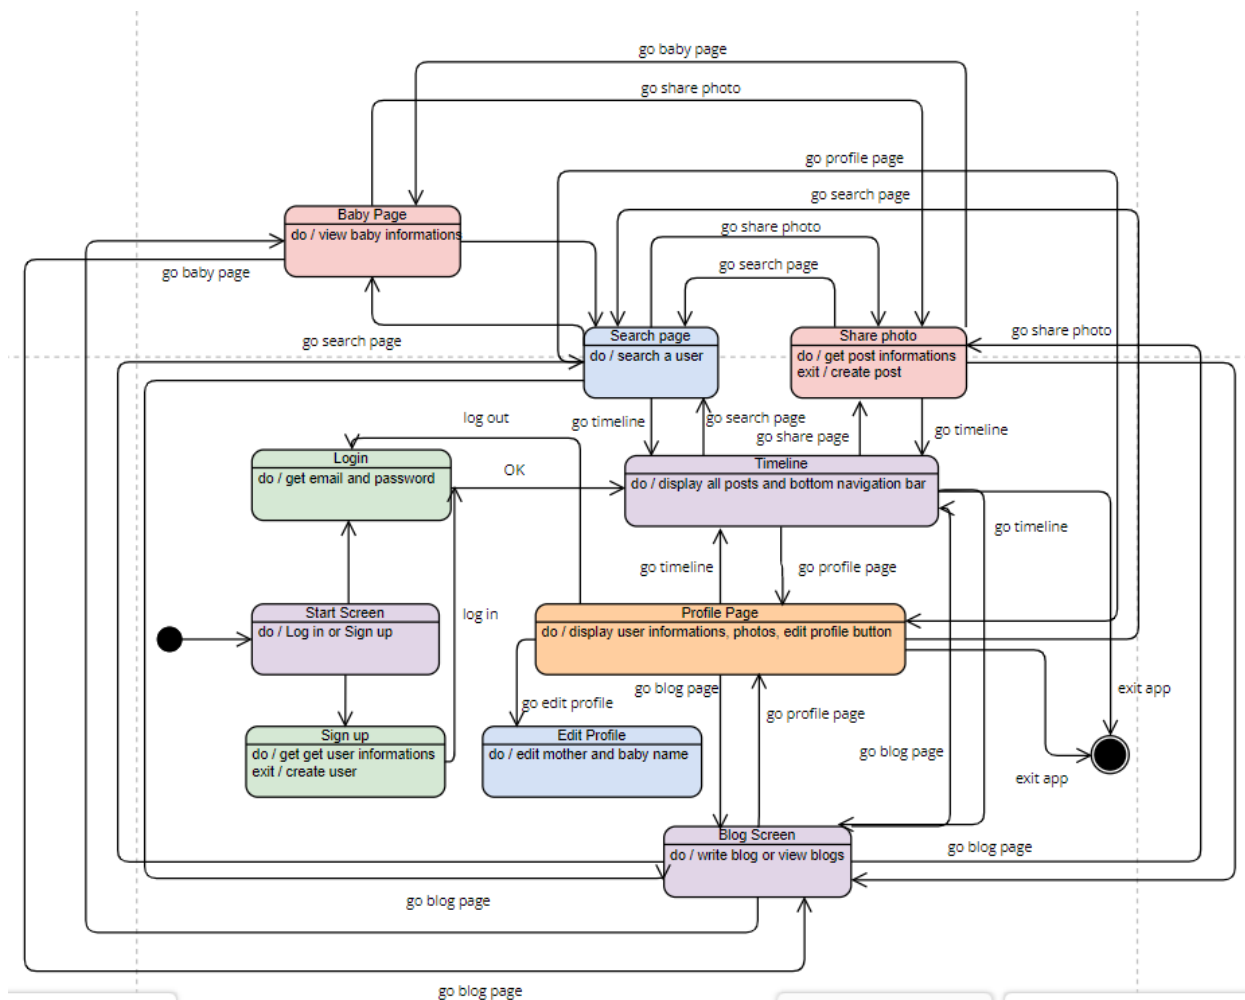 go baby page
go share photo
go profile page
go search page
Baby Page
do / view baby informations
go share photo
go baby page
go search page
Search page
do / search a user
Share photo
do / get post informations
exit / create post
go share photo
go search page
log out
go timeline
go search page
go share page
go timeline
Login
do / get email and password
OK
Timeline
do / display all posts and bottom navigation bar
go timeline
go timeline
go profile page
Start Screen
do / Log in or Sign up
log in
Profile Page
do / display user informations, photos, edit profile button
go blog page
exit app
go edit profile
go profile page
Sign up
do / get get user informations
exit / create user
Edit Profile
do / edit mother and baby name
go blog page
exit app
Blog Screen
do / write blog or view blogs
go blog page
go blog page
go blog page